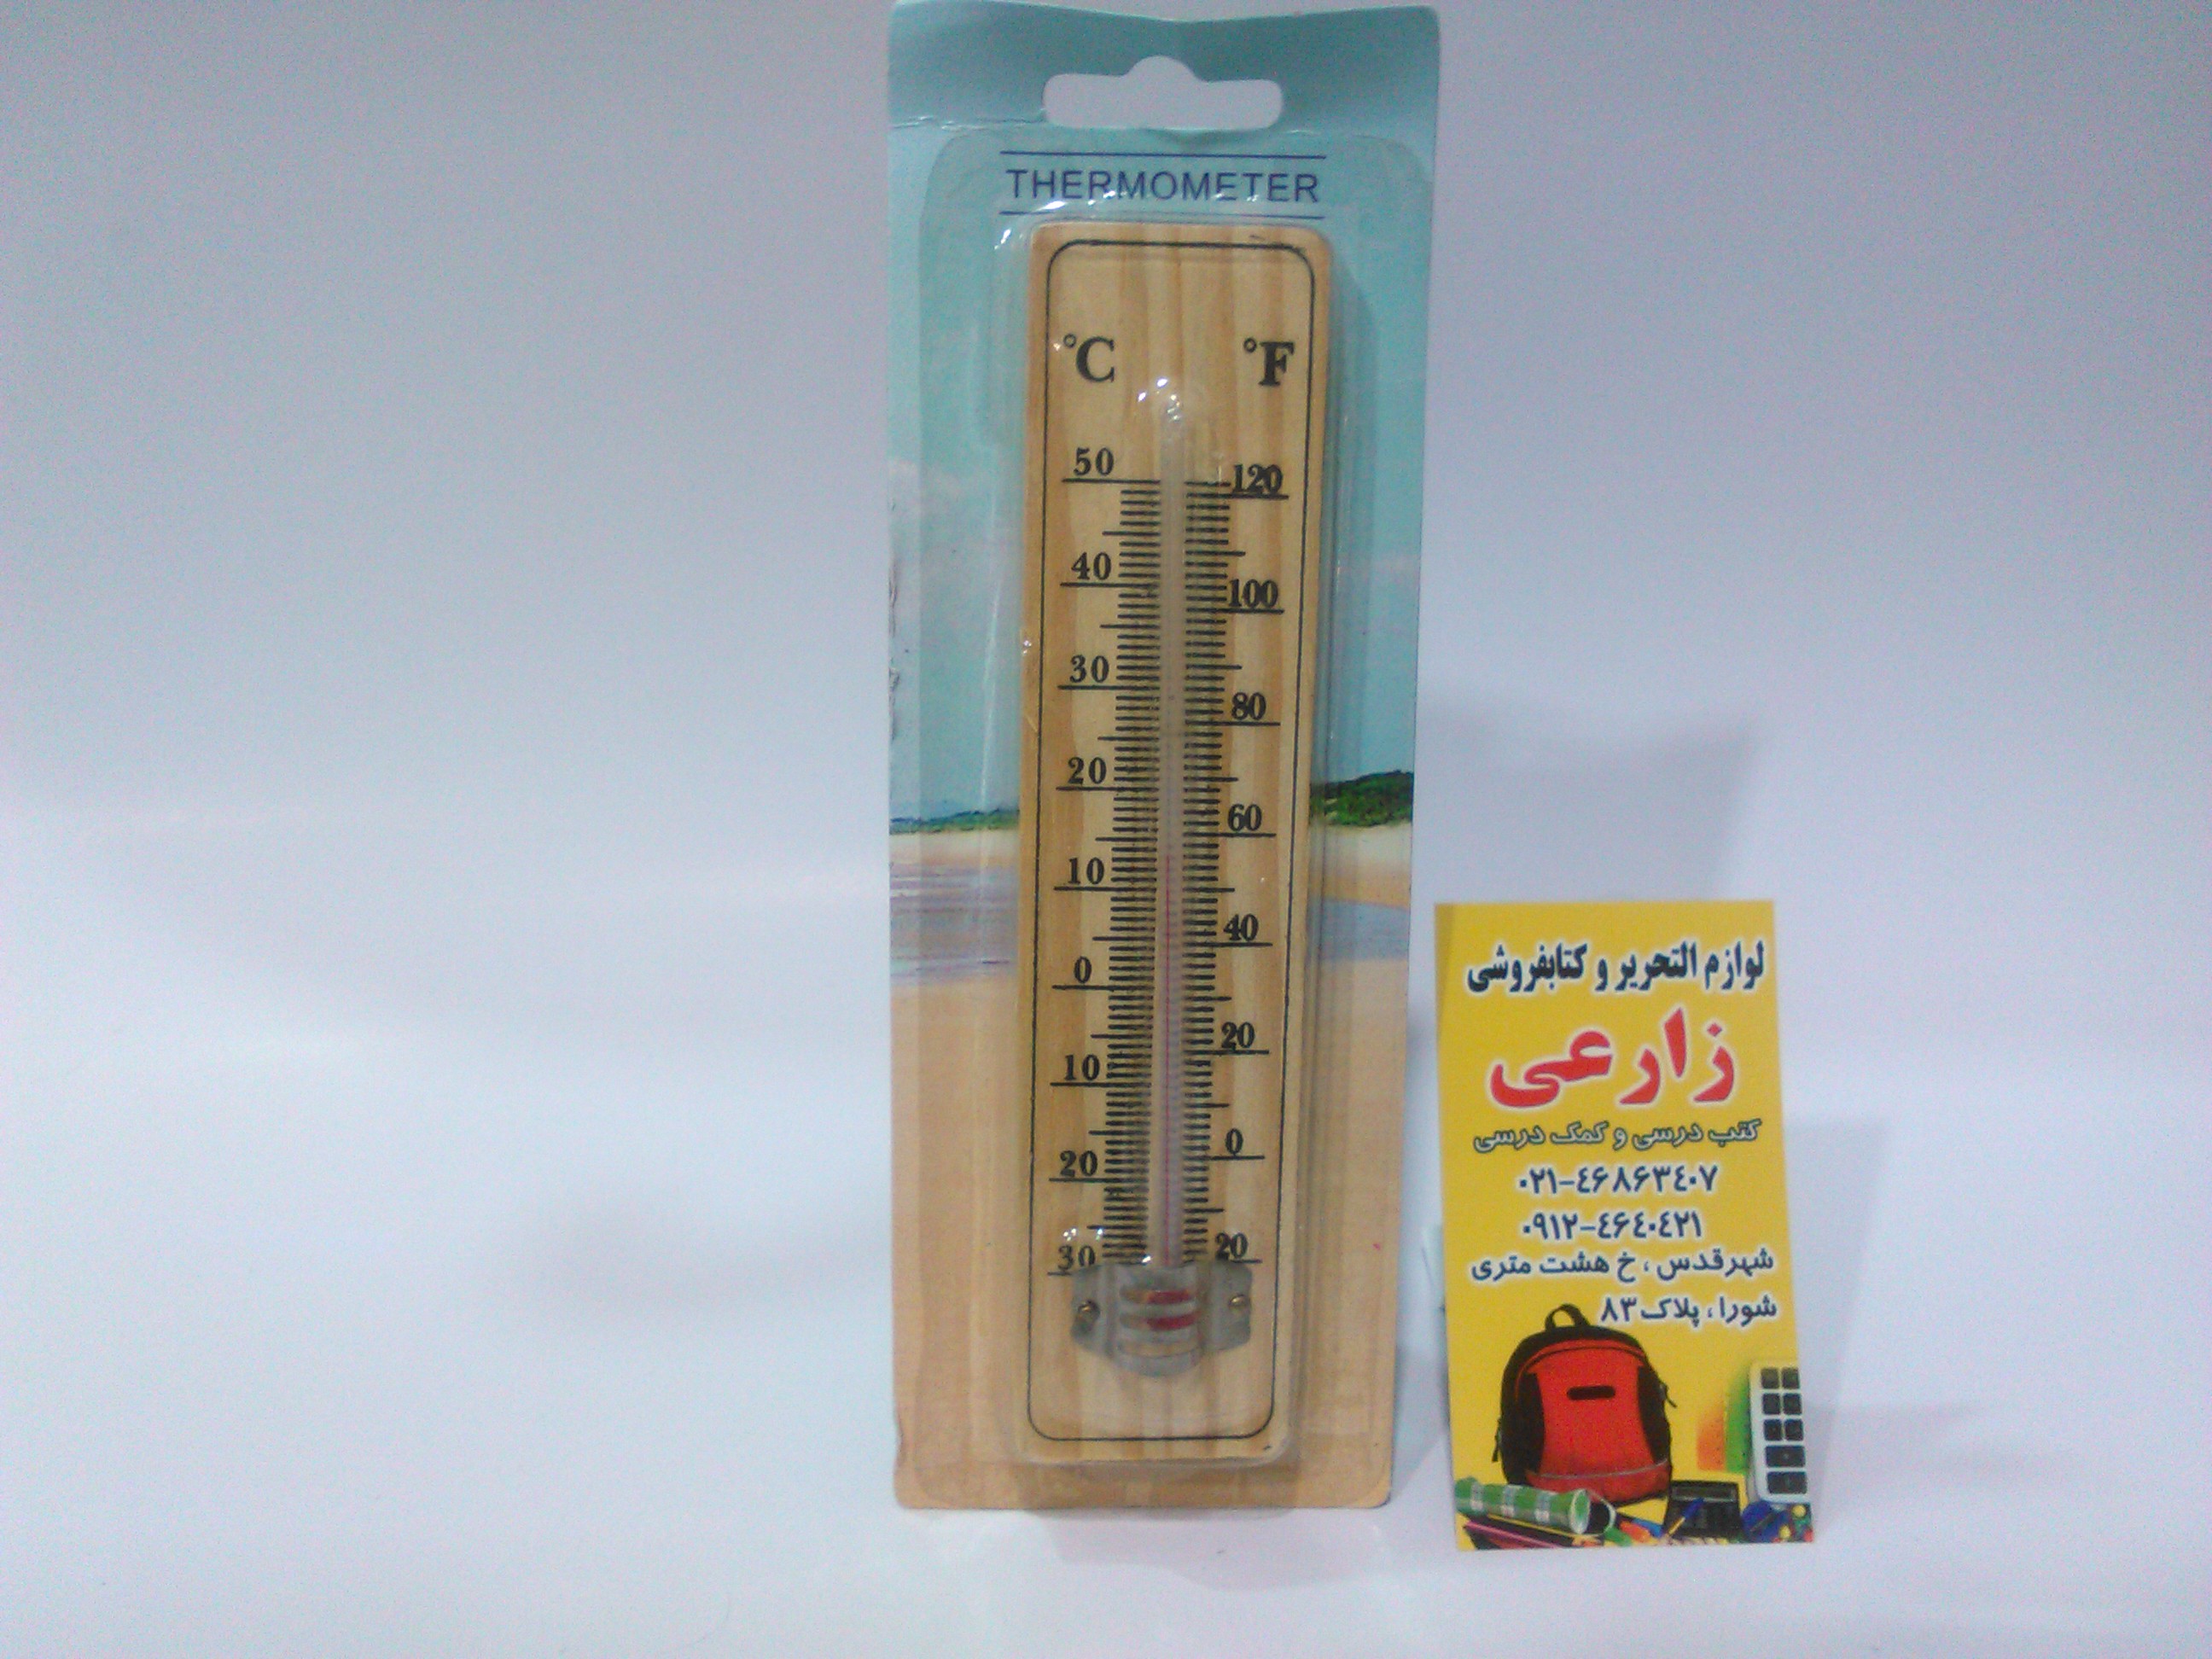 THERMOMETER
°C °F
50 120
40 100
30 80
20 60
10 40
0 20
10 0
20 20
30
لوازم التحریر و کتابفروشی
زارعی
کتب درسی و کمک درسی
۰۲۱-۴۶۸۶۳۴۰۷
۰۹۱۲-۴۶۴۰۴۲۱
شهرقدس، خ هشت متری
شورا، پلاک ۸۳